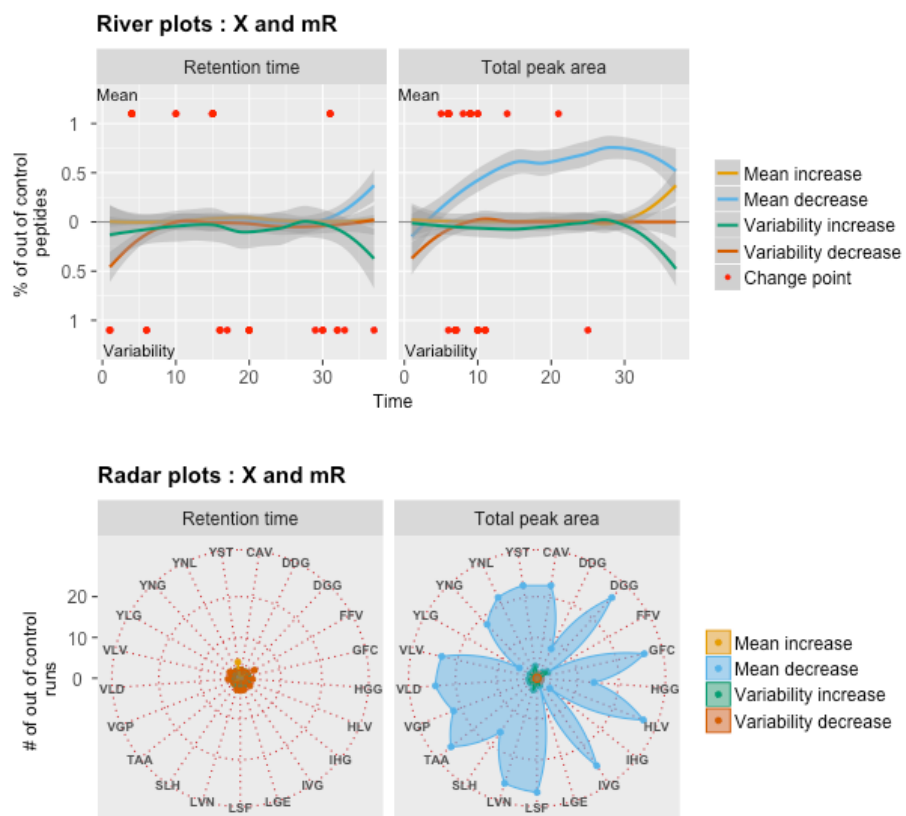 River plots : X and mR
Retention time
Total peak area
Mean
Mean
1
0.5
0
0.5
1
% of out of control
peptides
Variability
Variability
0
10
20
30
0
10
20
30
Time
Mean increase
Mean decrease
Variability increase
Variability decrease
Change point
Radar plots : X and mR
Retention time
Total peak area
20
10
0
# of out of control
runs
YST
CAV
DDG
DGG
FFV
GFC
HGG
HLV
IHG
IVG
LGE
LSF
LVN
SLH
TAA
VGP
VLD
VLV
YLG
YNG
YNL
YST
CAV
DDG
DGG
FFV
GFC
HGG
HLV
IHG
IVG
LGE
LSF
LVN
SLH
TAA
VGP
VLD
VLV
YLG
YNG
YNL
Mean increase
Mean decrease
Variability increase
Variability decrease